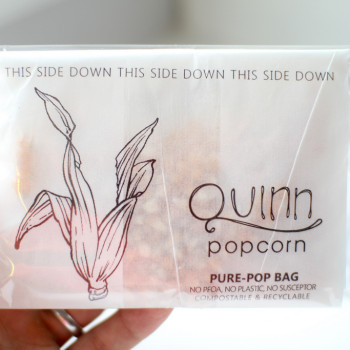 THIS SIDE DOWN THIS SIDE DOWN THIS SIDE DOWN
Quinn
popcorn
PURE-POP BAG
NO PFOA, NO PLASTIC, NO SUSCEPTOR
COMPOSTABLE & RECYCLABLE